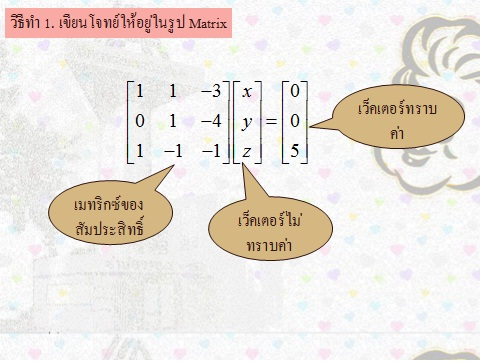 วิธีทำ 1. เขียนโจทย์ให้อยู่ในรูป Matrix
1 1 −3 x 0
0 1 −4 y = 0
1 −1 −1 z 5
เว็คเตอร์ทราบ
ค่า
เมทริกซ์ของ
สัมประสิทธิ์
เว็คเตอร์ไม่
ทราบค่า